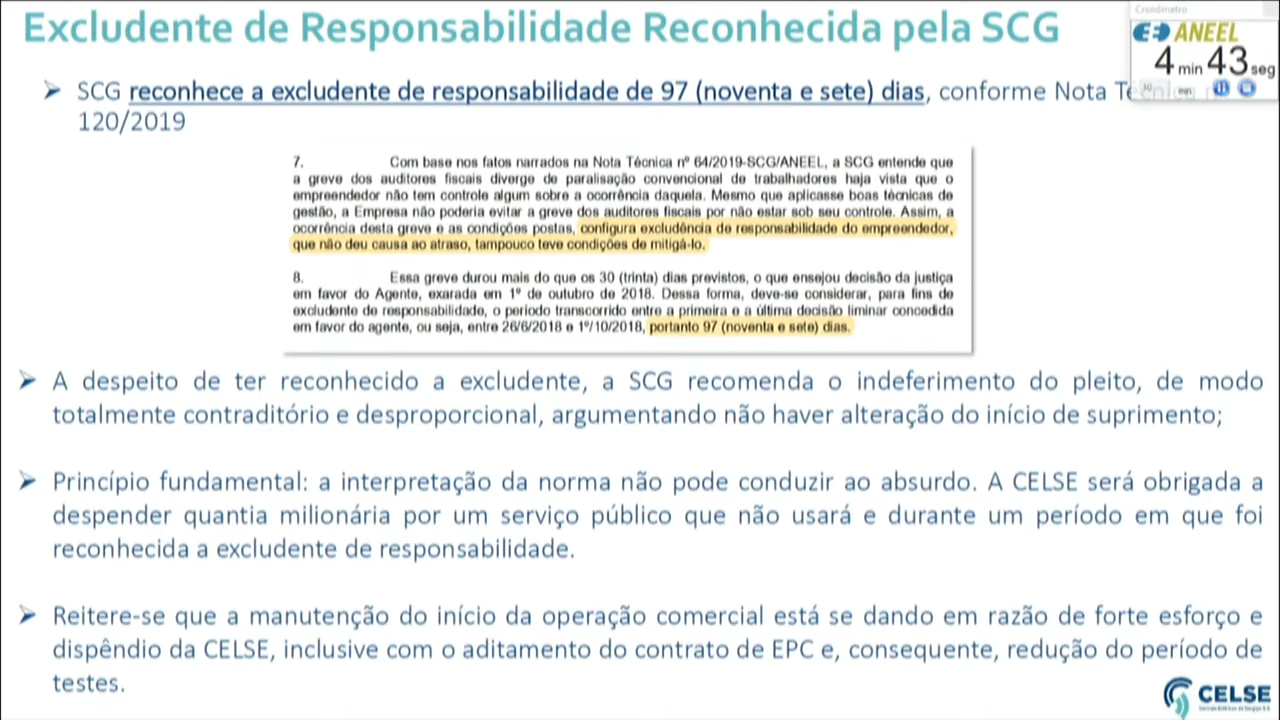 Excludente de Responsabilidade Reconhecida pela SCG
Cronômetro
ANEEL
4 min 43 seg
➢ SCG reconhece a excludente de responsabilidade de 97 (noventa e sete) dias, conforme Nota
120/2019
7. Com base nos fatos narrados na Nota Técnica nº 64/2019-SCG/ANEEL, a SCG entende que
a greve dos auditores fiscais diverge de paralisação convencional de trabalhadores haja vista que o
empreendedor não tem controle algum sobre a ocorrência daquela. Mesmo que aplicasse boas técnicas de
gestão, a Empresa não poderia evitar a greve dos auditores fiscais por não estar sob seu controle. Assim, a
ocorrência desta greve e as condições postas, configura excludência de responsabilidade do empreendedor,
que não deu causa ao atraso, tampouco teve condições de mitigá-lo.
8. Essa greve durou mais do que os 30 (trinta) dias previstos, o que ensejou decisão da justiça
em favor do Agente, exarada em 1º de outubro de 2018. Dessa forma, deve-se considerar, para fins de
excludente de responsabilidade, o período transcorrido entre a primeira e a última decisão liminar concedida
em favor do agente, ou seja, entre 26/6/2018 e 1º/10/2018, portanto 97 (noventa e sete) dias.
➢ A despeito de ter reconhecido a excludente, a SCG recomenda o indeferimento do pleito, de modo
totalmente contraditório e desproporcional, argumentando não haver alteração do início de suprimento;
➢ Princípio fundamental: a interpretação da norma não pode conduzir ao absurdo. A CELSE será obrigada a
despender quantia milionária por um serviço público que não usará e durante um período em que foi
reconhecida a excludente de responsabilidade.
➢ Reitere-se que a manutenção do início da operação comercial está se dando em razão de forte esforço e
dispêndio da CELSE, inclusive com o aditamento do contrato de EPC e, consequente, redução do período de
testes.
CELSE